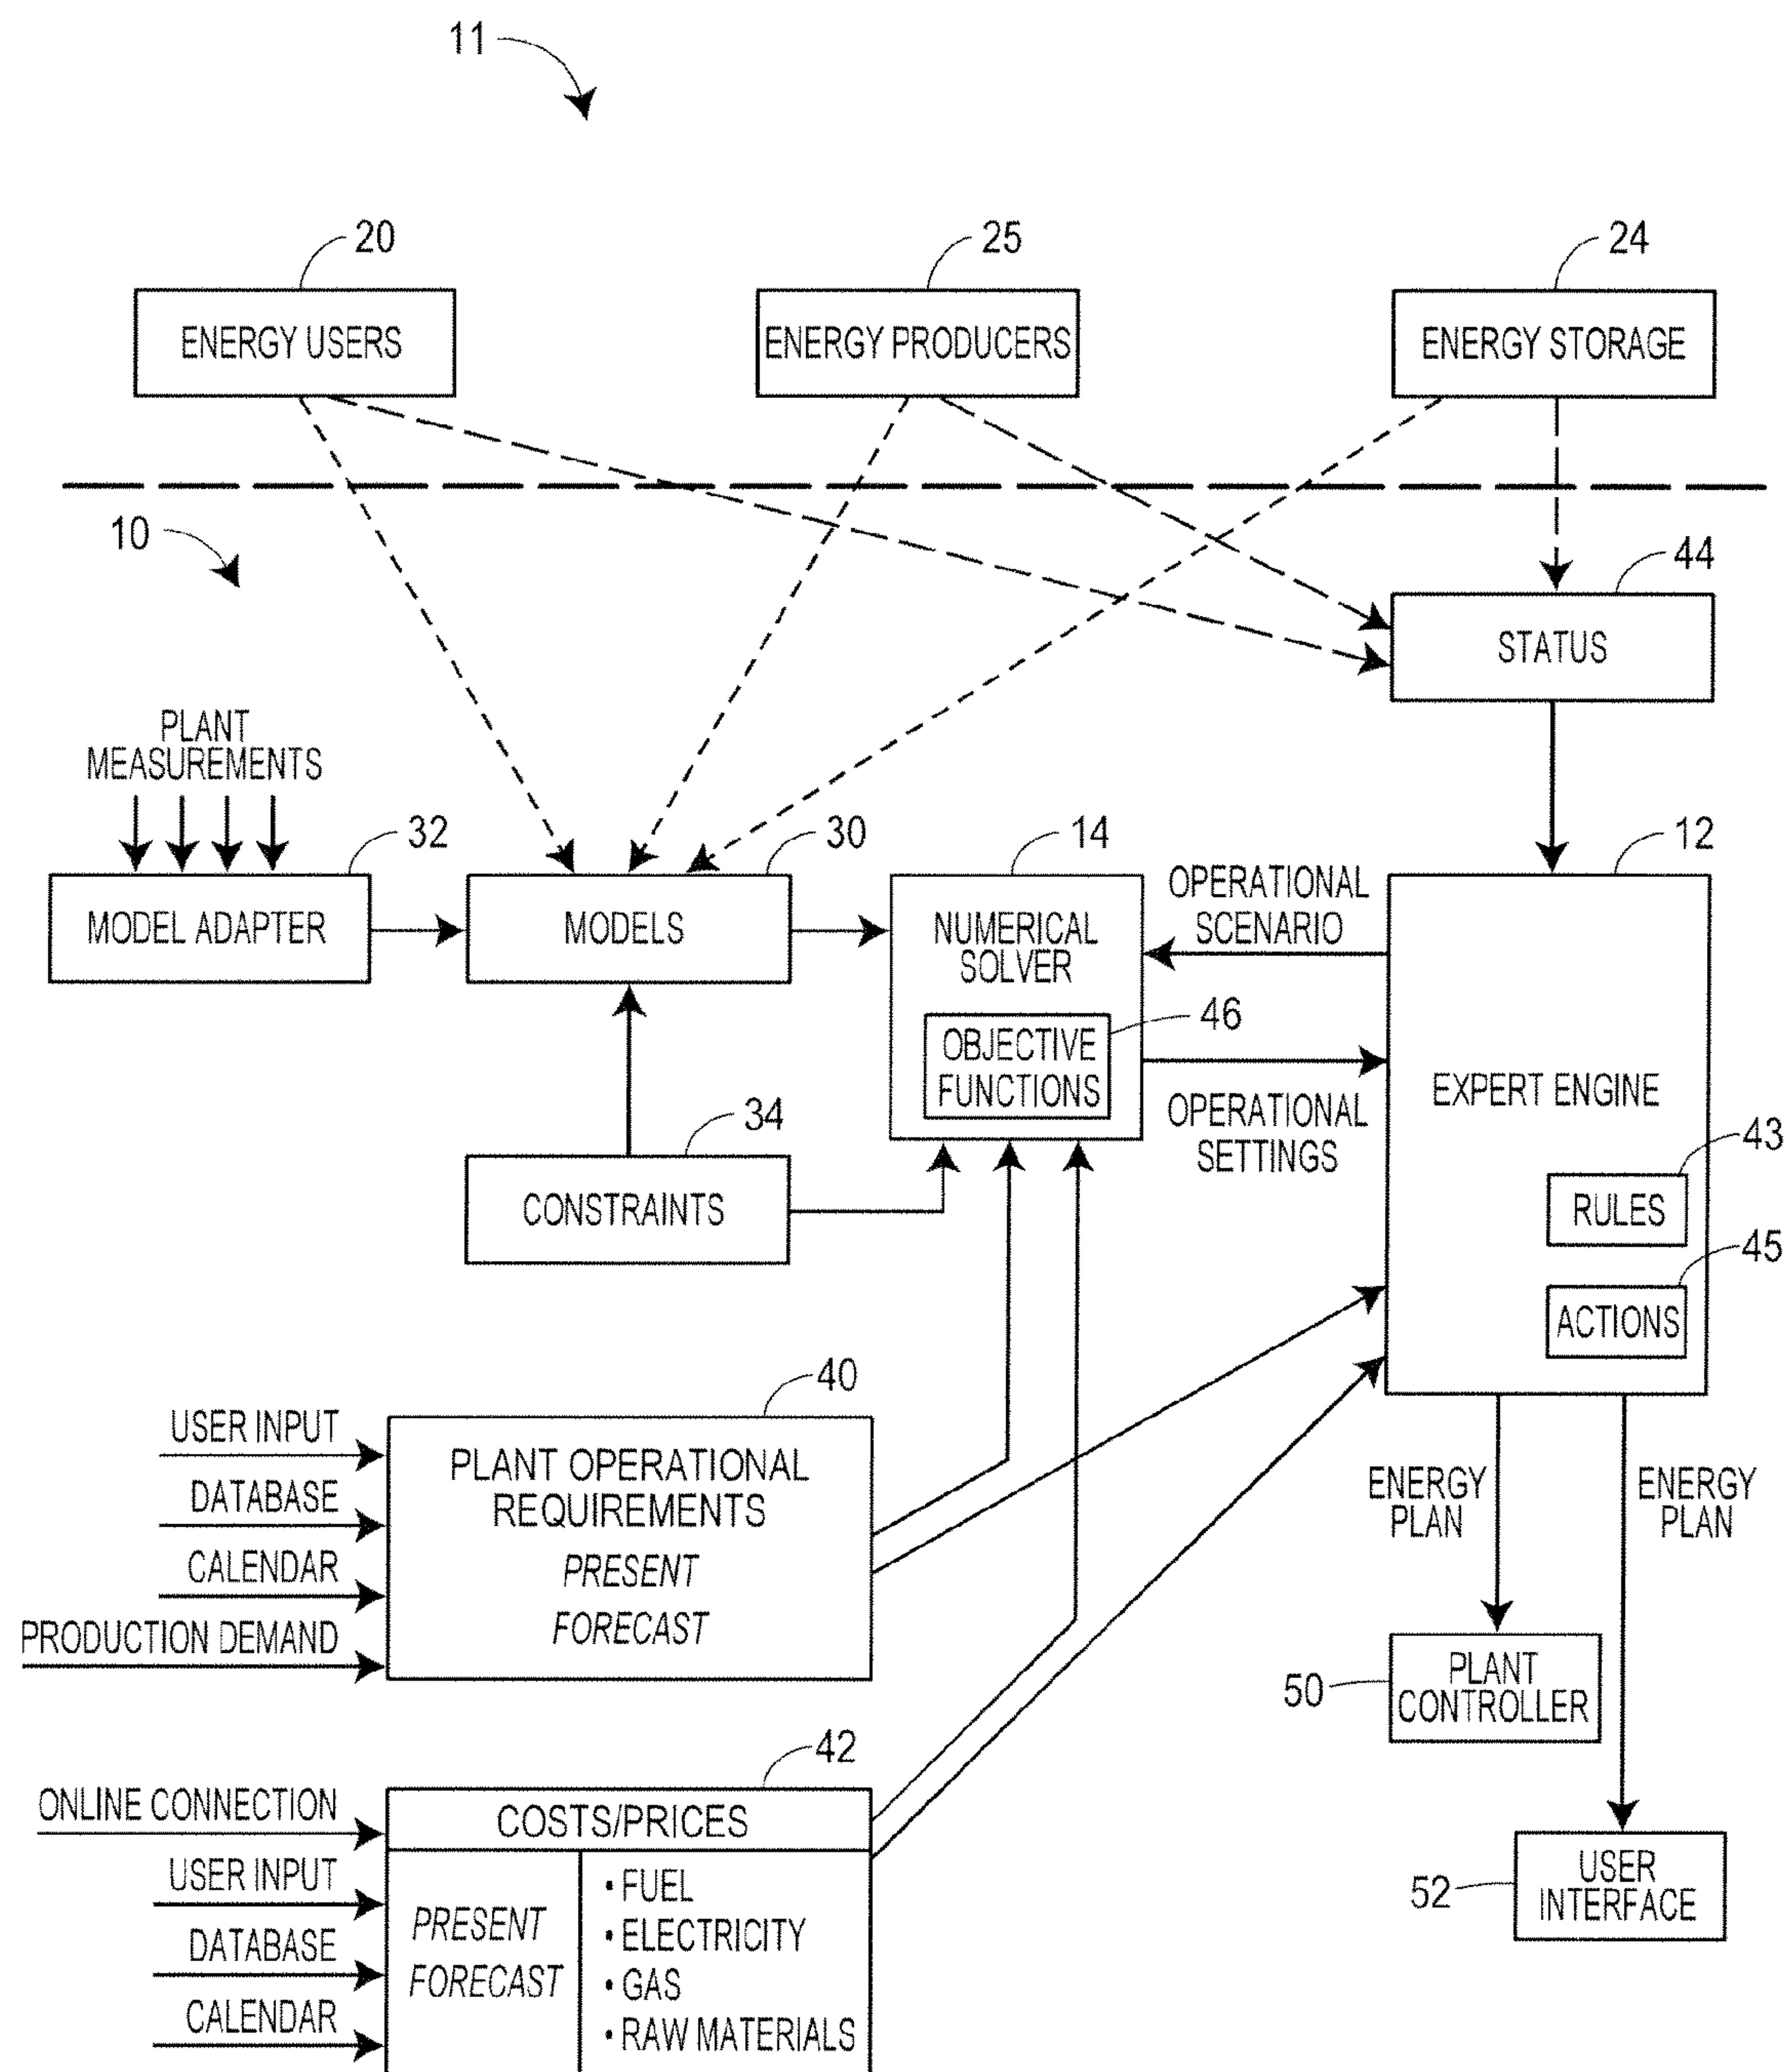 11
20
25
24
ENERGY USERS
ENERGY PRODUCERS
ENERGY STORAGE
10
44
STATUS
PLANT
MEASUREMENTS
32
30
14
12
MODEL ADAPTER
MODELS
NUMERICAL
SOLVER
46
OBJECTIVE
FUNCTIONS
OPERATIONAL
SCENARIO
OPERATIONAL
SETTINGS
EXPERT ENGINE
43
RULES
45
ACTIONS
34
CONSTRAINTS
40
USER INPUT
DATABASE
CALENDAR
PRODUCTION DEMAND
PLANT OPERATIONAL
REQUIREMENTS
PRESENT
FORECAST
ENERGY
PLAN
ENERGY
PLAN
50
PLANT
CONTROLLER
42
ONLINE CONNECTION
USER INPUT
DATABASE
CALENDAR
COSTS/PRICES
PRESENT
FORECAST
• FUEL
• ELECTRICITY
• GAS
• RAW MATERIALS
52
USER
INTERFACE